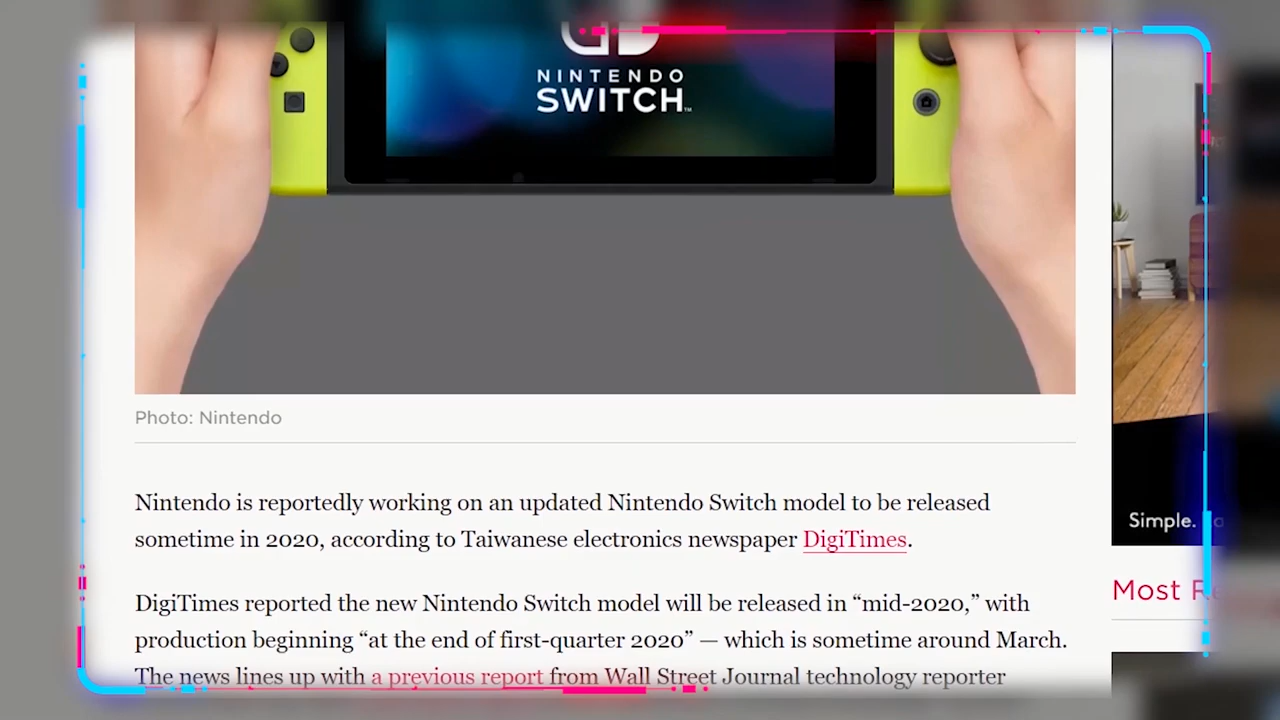 NINTENDO
SWITCH™
Photo: Nintendo
Nintendo is reportedly working on an updated Nintendo Switch model to be released
sometime in 2020, according to Taiwanese electronics newspaper DigiTimes.
DigiTimes reported the new Nintendo Switch model will be released in “mid-2020,” with
production beginning “at the end of first-quarter 2020” — which is sometime around March.
The news lines up with a previous report from Wall Street Journal technology reporter
Simple.
Most